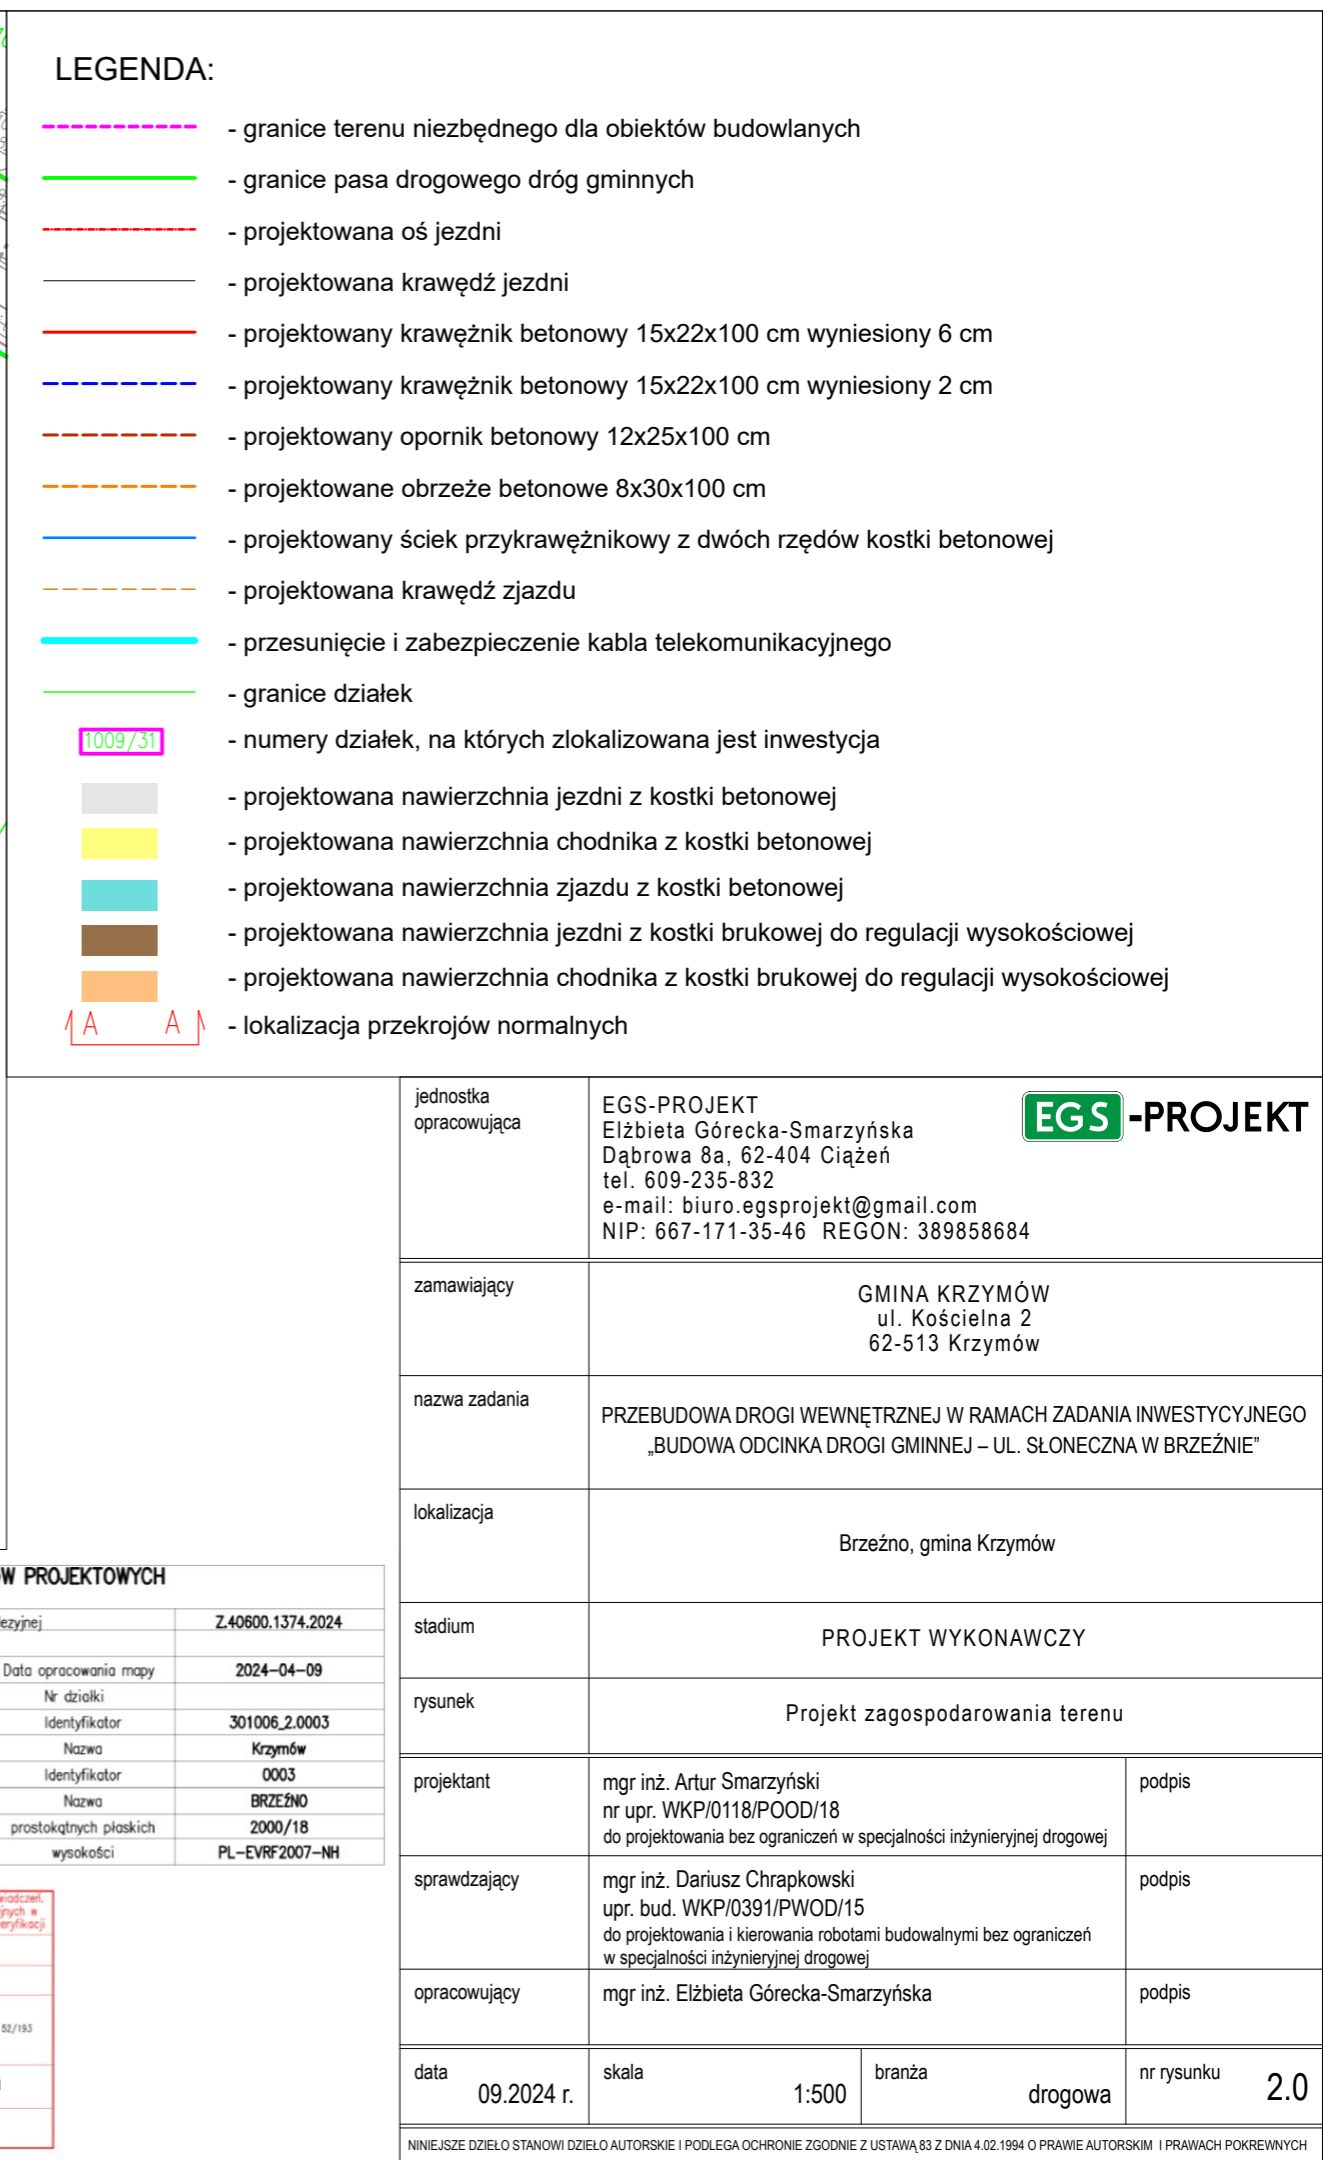 LEGENDA:
- granice terenu niezbędnego dla obiektów budowlanych
- granice pasa drogowego dróg gminnych
- projektowana oś jezdni
- projektowana krawędź jezdni
- projektowany krawężnik betonowy 15x22x100 cm wyniesiony 6 cm
- projektowany krawężnik betonowy 15x22x100 cm wyniesiony 2 cm
- projektowany opornik betonowy 12x25x100 cm
- projektowane obrzeże betonowe 8x30x100 cm
- projektowany ściek przykrawężnikowy z dwóch rzędów kostki betonowej
- projektowana krawędź zjazdu
- przesunięcie i zabezpieczenie kabla telekomunikacyjnego
- granice działek
1009/31 - numery działek, na których zlokalizowana jest inwestycja
- projektowana nawierzchnia jezdni z kostki betonowej
- projektowana nawierzchnia chodnika z kostki betonowej
- projektowana nawierzchnia zjazdu z kostki betonowej
- projektowana nawierzchnia jezdni z kostki brukowej do regulacji wysokościowej
- projektowana nawierzchnia chodnika z kostki brukowej do regulacji wysokościowej
A A - lokalizacja przekrojów normalnych
jednostka
opracowująca
EGS-PROJEKT
Elżbieta Górecka-Smarzyńska
Dąbrowa 8a, 62-404 Ciążeń
tel. 609-235-832
e-mail: biuro.egsprojekt@gmail.com
NIP: 667-171-35-46 REGON: 389858684
EGS-PROJEKT
zamawiający
GMINA KRZYMÓW
ul. Kościelna 2
62-513 Krzymów
nazwa zadania
PRZEBUDOWA DROGI WEWNĘTRZNEJ W RAMACH ZADANIA INWESTYCYJNEGO
„BUDOWA ODCINKA DROGI GMINNEJ – UL. SŁONECZNA W BRZEŹNIE”
lokalizacja
Brzeźno, gmina Krzymów
stadium
PROJEKT WYKONAWCZY
rysunek
Projekt zagospodarowania terenu
projektant
mgr inż. Artur Smarzyński
nr upr. WKP/0118/POOD/18
do projektowania bez ograniczeń w specjalności inżynieryjnej drogowej
podpis
sprawdzający
mgr inż. Dariusz Chrapkowski
upr. bud. WKP/0391/PWOD/15
do projektowania i kierowania robotami budowalnymi bez ograniczeń
w specjalności inżynieryjnej drogowej
podpis
opracowujący
mgr inż. Elżbieta Górecka-Smarzyńska
podpis
data
09.2024 r.
skala
1:500
branża
drogowa
nr rysunku
2.0
NINIEJSZE DZIEŁO STANOWI DZIEŁO AUTORSKIE I PODLEGA OCHRONIE ZGODNIE Z USTAWĄ 83 Z DNIA 4.02.1994 O PRAWIE AUTORSKIM I PRAWACH POKREWNYCH
W PROJEKTOWYCH
ezyjnej Z.40600.1374.2024
Data opracowania mapy 2024-04-09
Nr działki
Identyfikator 301006_2.0003
Nazwa Krzymów
Identyfikator 0003
Nazwa BRZEŹNO
prostokątnych płaskich 2000/18
wysokości PL-EVRF2007-NH
wiadczeń.
jnych w
eryfikacji
52/193